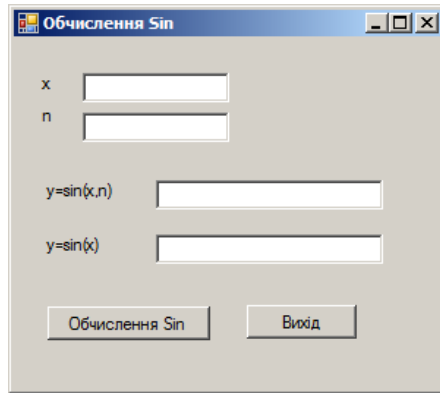 Обчислення Sin
x
n
y=sin(x,n)
y=sin(x)
Обчислення Sin Вихід